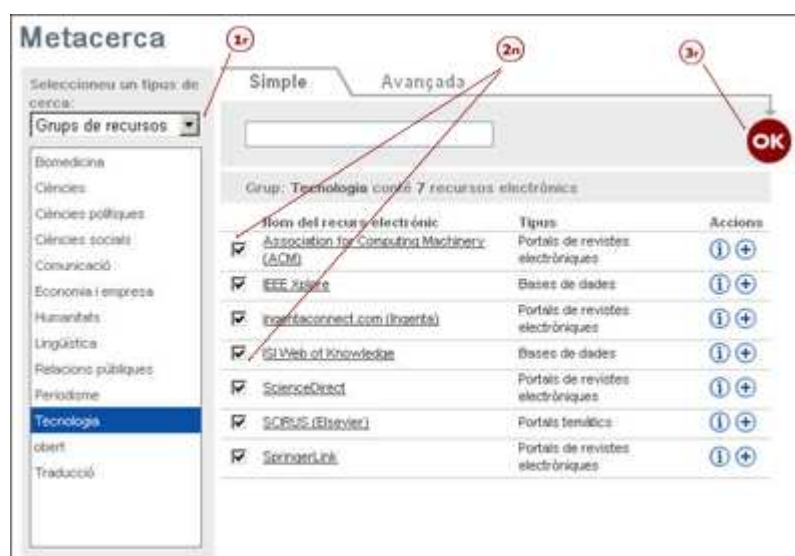 Metacerca
1r
2n
3r
Seleccioneu un tipus de
cerca:
Grups de recursos
Biomedicina
Ciències
Ciències polítiques
Ciències socials
Comunicació
Economia i empresa
Humanitats
Lingüística
Relacions públiques
Periodisme
Tecnologia
obert
Traducció
Simple
Avançada
OK
Grup: Tecnologia conté 7 recursos electrònics
Nom del recurs electrònic Tipus Accions
Association for Computing Machinery
(ACM)
Portals de revistes
electròniques
IEEE Xplore Bases de dades
ingentaconnect.com (Ingenta)
Portals de revistes
electròniques
ISI Web of Knowledge Bases de dades
ScienceDirect
Portals de revistes
electròniques
SCIRUS (Elsevier) Portals temàtics
SpringerLink
Portals de revistes
electròniques